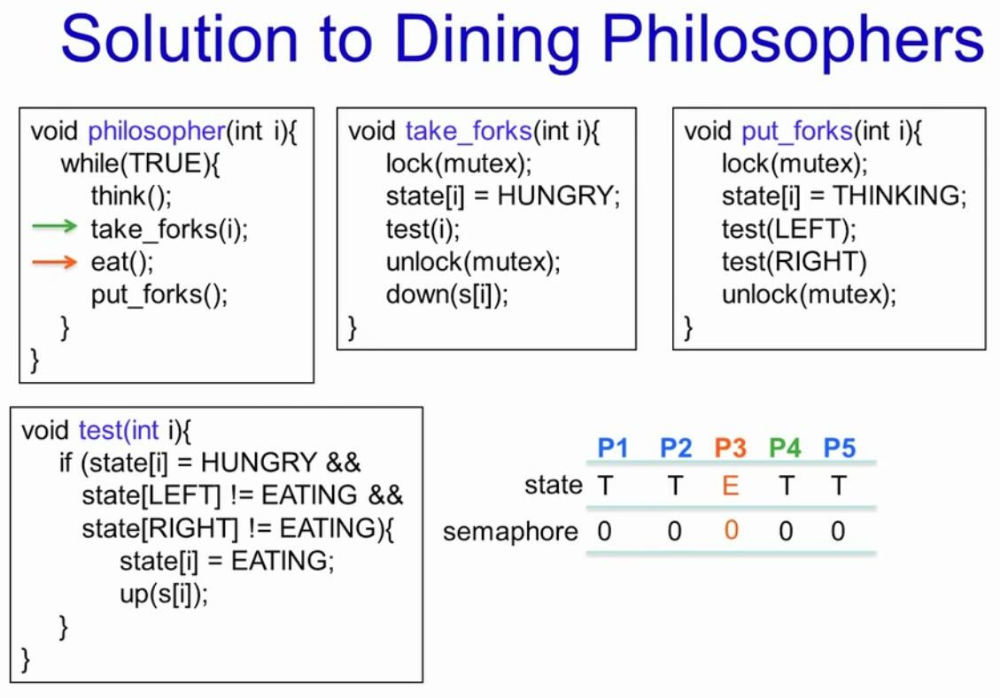 Solution to Dining Philosophers
void philosopher(int i){
while(TRUE){
think();
take_forks(i);
eat();
put_forks();
}
}
void take_forks(int i){
lock(mutex);
state[i] = HUNGRY;
test(i);
unlock(mutex);
down(s[i]);
}
void put_forks(int i){
lock(mutex);
state[i] = THINKING;
test(LEFT);
test(RIGHT)
unlock(mutex);
}
void test(int i){
if (state[i] = HUNGRY &&
state[LEFT] != EATING &&
state[RIGHT] != EATING){
state[i] = EATING;
up(s[i]);
}
}
P1 P2 P3 P4 P5
state T T E T T
semaphore 0 0 0 0 0